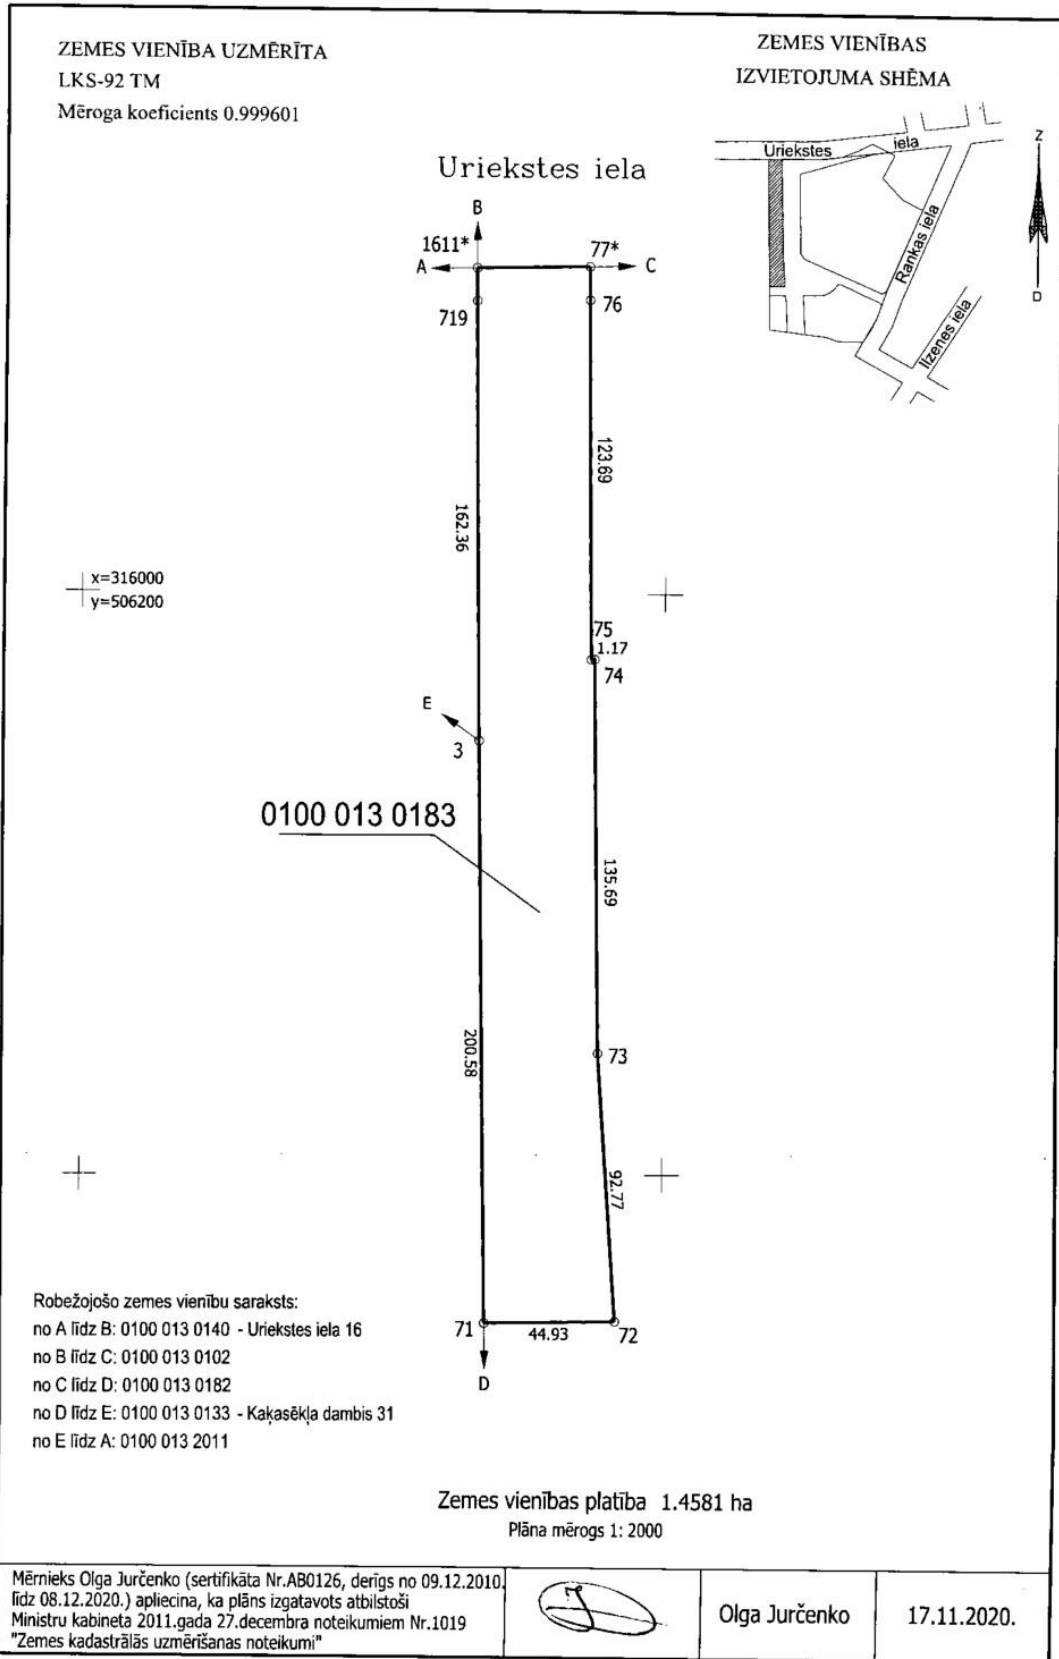 ZEMES VIENĪBA UZMĒRĪTA
LKS-92 TM
Mēroga koeficients 0.999601
ZEMES VIENĪBAS
IZVIETOJUMA SHĒMA
Uriekstes iela
Rankas iela
Ilzenes iela
Z
D
Uriekstes iela
B
1611*
77*
A
C
719
76
123.69
162.36
x=316000
y=506200
75
1.17
74
E
3
0100 013 0183
135.69
200.58
73
92.77
71
44.93
72
D
Robežojošo zemes vienību saraksts:
no A līdz B: 0100 013 0140 - Uriekstes iela 16
no B līdz C: 0100 013 0102
no C līdz D: 0100 013 0182
no D līdz E: 0100 013 0133 - Kaķasēkļa dambis 31
no E līdz A: 0100 013 2011
Zemes vienības platība 1.4581 ha
Plāna mērogs 1: 2000
Mērnieks Olga Jurčenko (sertifikāta Nr.AB0126, derīgs no 09.12.2010.
līdz 08.12.2020.) apliecina, ka plāns izgatavots atbilstoši
Ministru kabineta 2011.gada 27.decembra noteikumiem Nr.1019
"Zemes kadastrālās uzmērīšanas noteikumi"
Olga Jurčenko
17.11.2020.